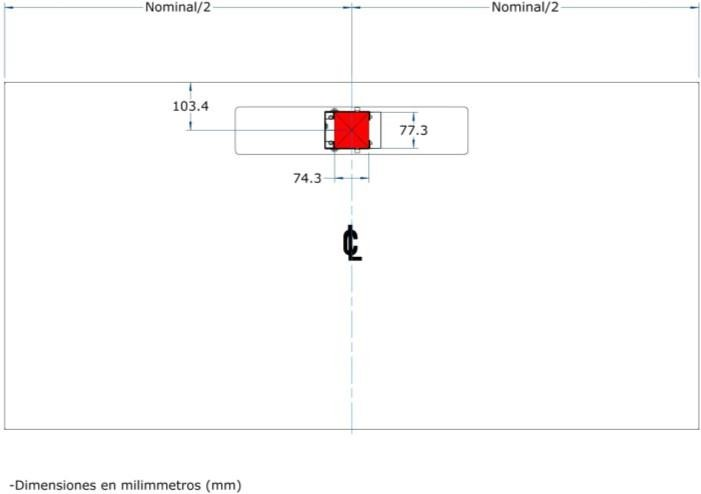 Nominal/2
Nominal/2
103.4
77.3
74.3
℄
-Dimensiones en milimmetros (mm)